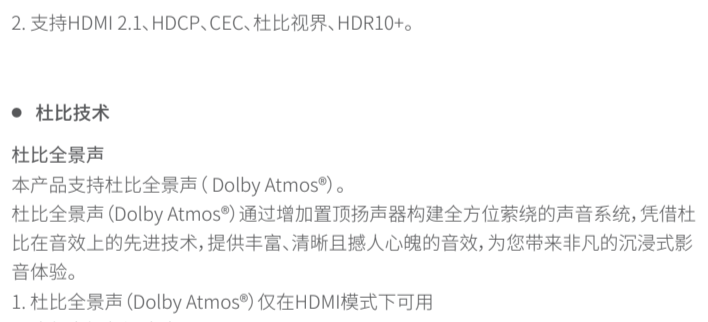 2. 支持HDMI 2.1、HDCP、CEC、杜比视界、HDR10+。
● 杜比技术
杜比全景声
本产品支持杜比全景声( Dolby Atmos®)。
杜比全景声(Dolby Atmos®)通过增加置顶扬声器构建全方位萦绕的声音系统,凭借杜
比在音效上的先进技术,提供丰富、清晰且撼人心魄的音效,为您带来非凡的沉浸式影
音体验。
1. 杜比全景声(Dolby Atmos®)仅在HDMI模式下可用